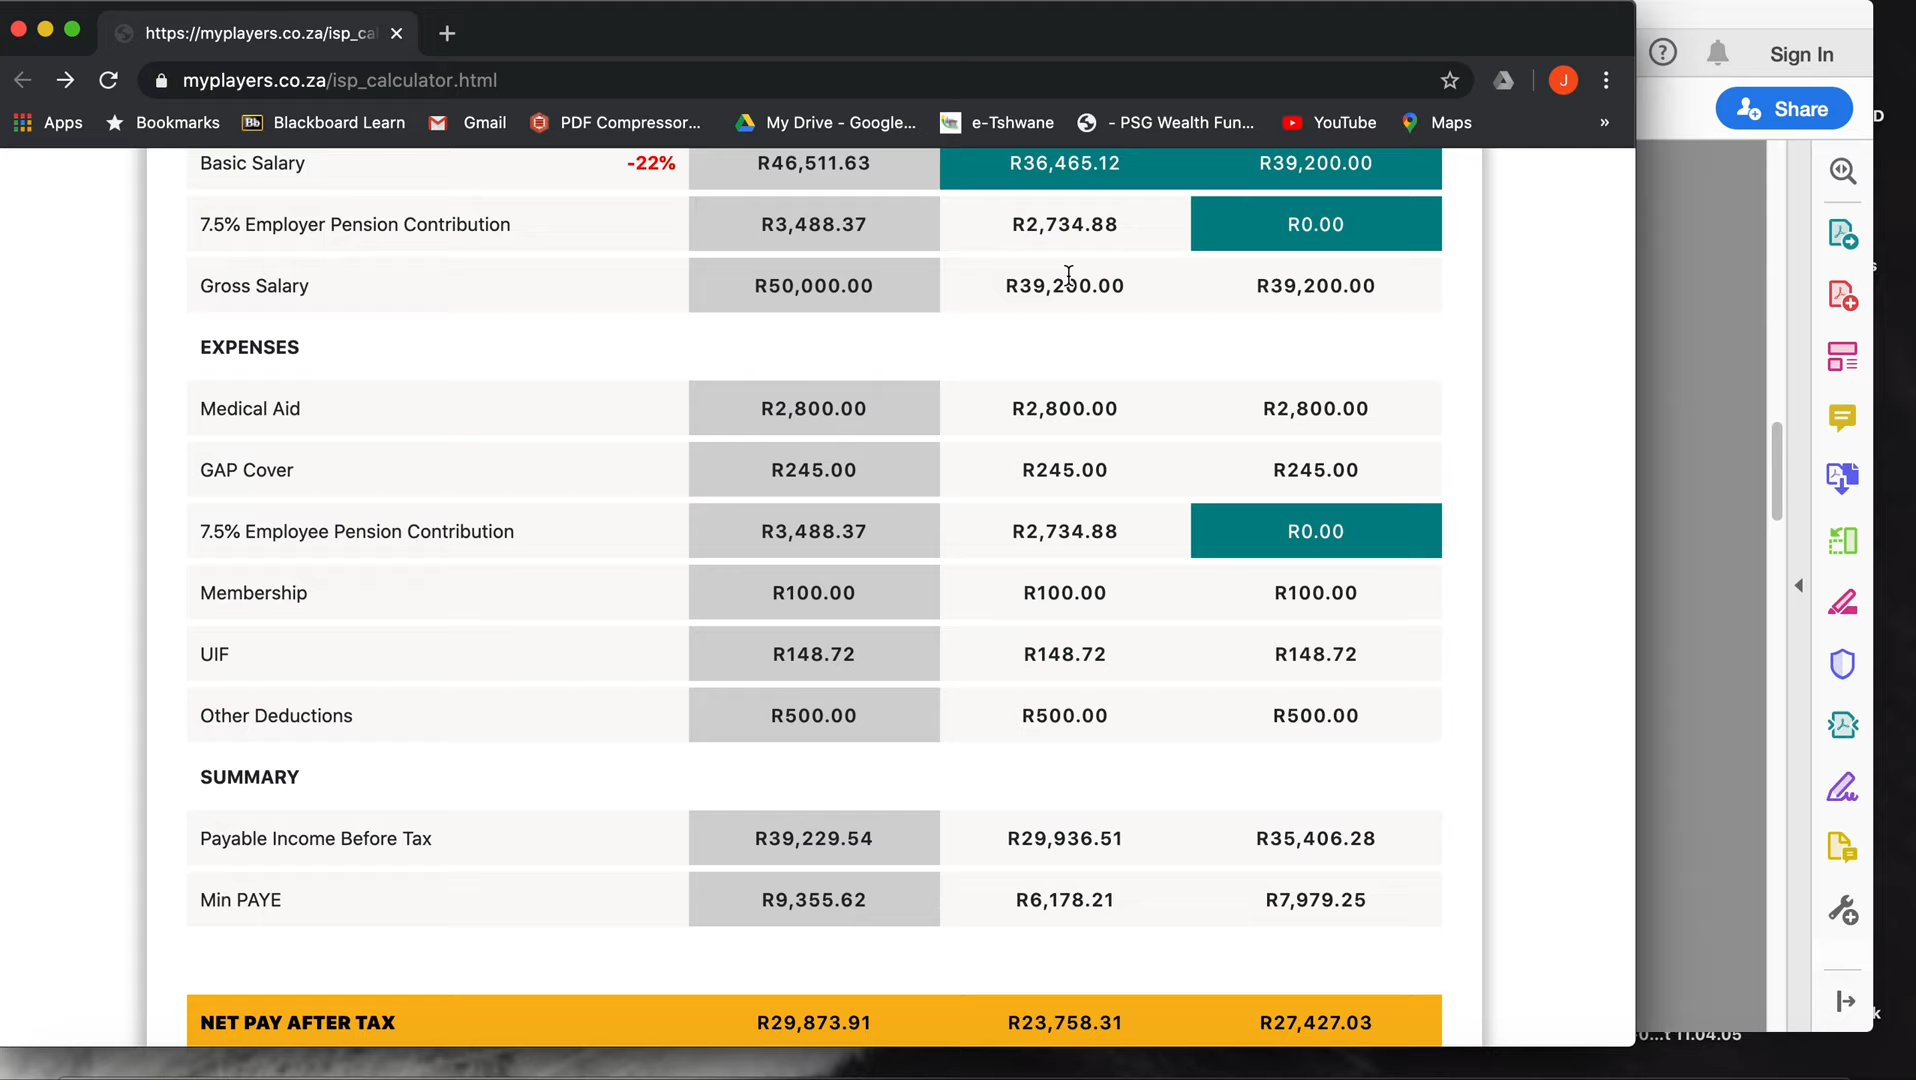 https://myplayers.co.za/isp_ca
Sign In
myplayers.co.za/isp_calculator.html
J
Share
Apps Bookmarks Bb Blackboard Learn Gmail PDF Compressor... My Drive - Google... e-Tshwane - PSG Wealth Fun... YouTube Maps »
Basic Salary -22% R46,511.63 R36,465.12 R39,200.00
7.5% Employer Pension Contribution R3,488.37 R2,734.88 R0.00
Gross Salary R50,000.00 R39,200.00 R39,200.00
EXPENSES
Medical Aid R2,800.00 R2,800.00 R2,800.00
GAP Cover R245.00 R245.00 R245.00
7.5% Employee Pension Contribution R3,488.37 R2,734.88 R0.00
Membership R100.00 R100.00 R100.00
UIF R148.72 R148.72 R148.72
Other Deductions R500.00 R500.00 R500.00
SUMMARY
Payable Income Before Tax R39,229.54 R29,936.51 R35,406.28
Min PAYE R9,355.62 R6,178.21 R7,979.25
NET PAY AFTER TAX R29,873.91 R23,758.31 R27,427.03